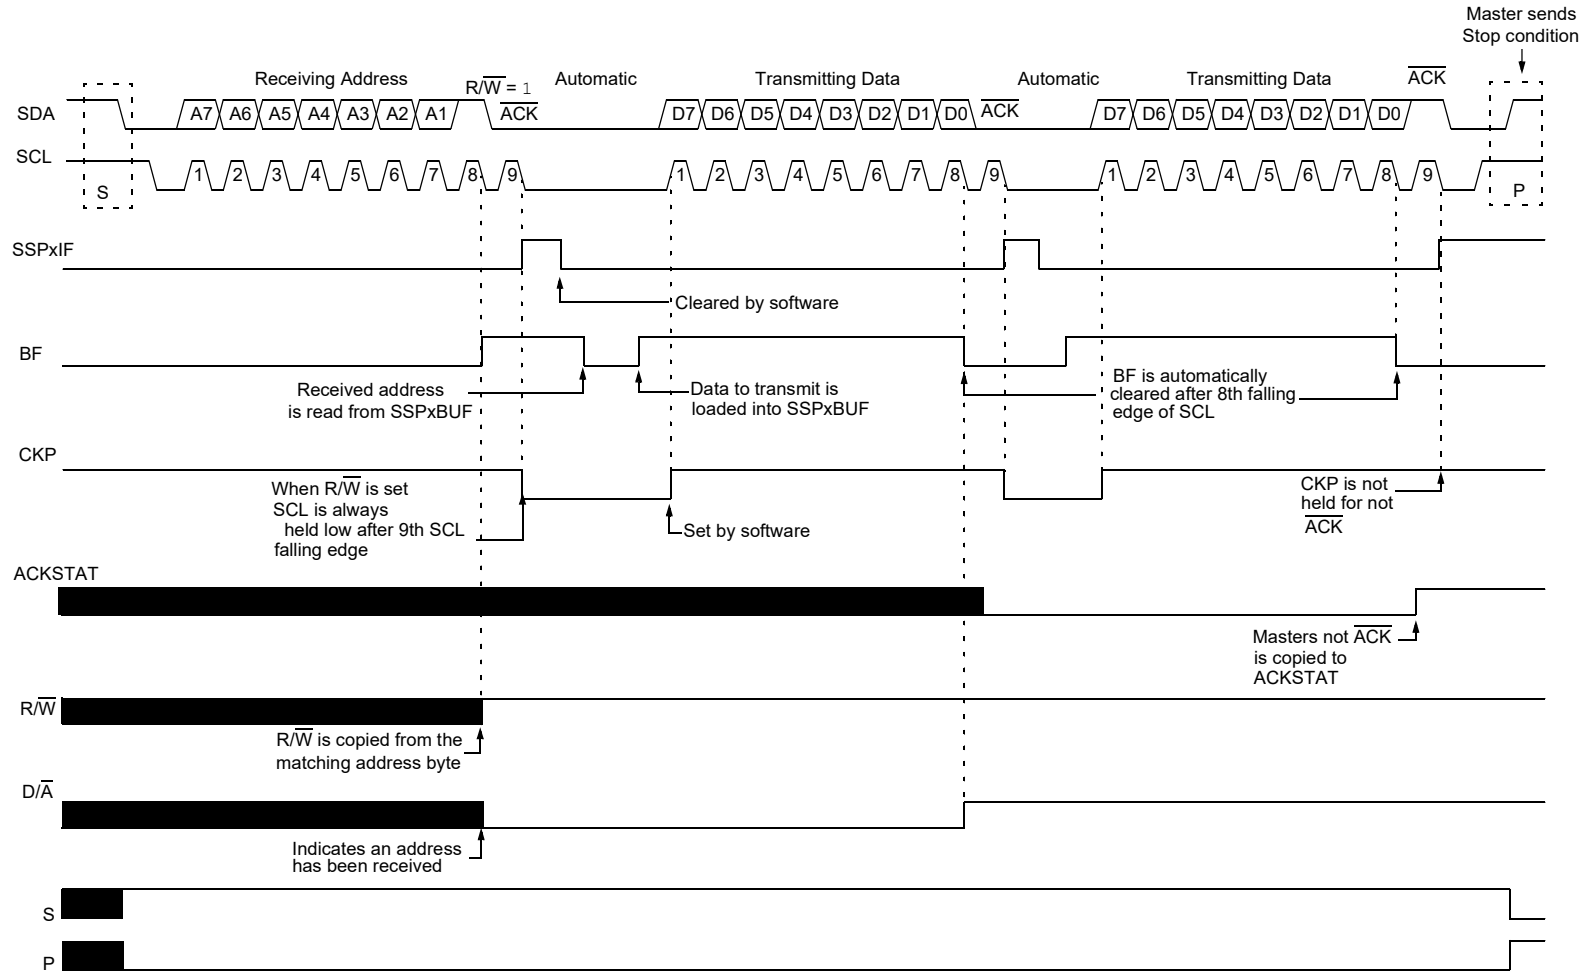 Master sends
Stop condition
Receiving Address
R/W̅ = 1
Automatic
Transmitting Data
Automatic
Transmitting Data
A̅C̅K̅
SDA
A7 A6 A5 A4 A3 A2 A1
A̅C̅K̅
D7 D6 D5 D4 D3 D2 D1 D0
A̅C̅K̅
D7 D6 D5 D4 D3 D2 D1 D0
SCL
S
1 2 3 4 5 6 7 8 9
1 2 3 4 5 6 7 8 9
1 2 3 4 5 6 7 8 9
P
SSPxIF
Cleared by software
BF
Received address
is read from SSPxBUF
Data to transmit is
loaded into SSPxBUF
BF is automatically
cleared after 8th falling
edge of SCL
CKP
When R/W̅ is set
SCL is always
held low after 9th SCL
falling edge
Set by software
CKP is not
held for not
A̅C̅K̅
ACKSTAT
Masters not A̅C̅K̅
is copied to
ACKSTAT
R/W̅
R/W̅ is copied from the
matching address byte
D/A̅
Indicates an address
has been received
S
P